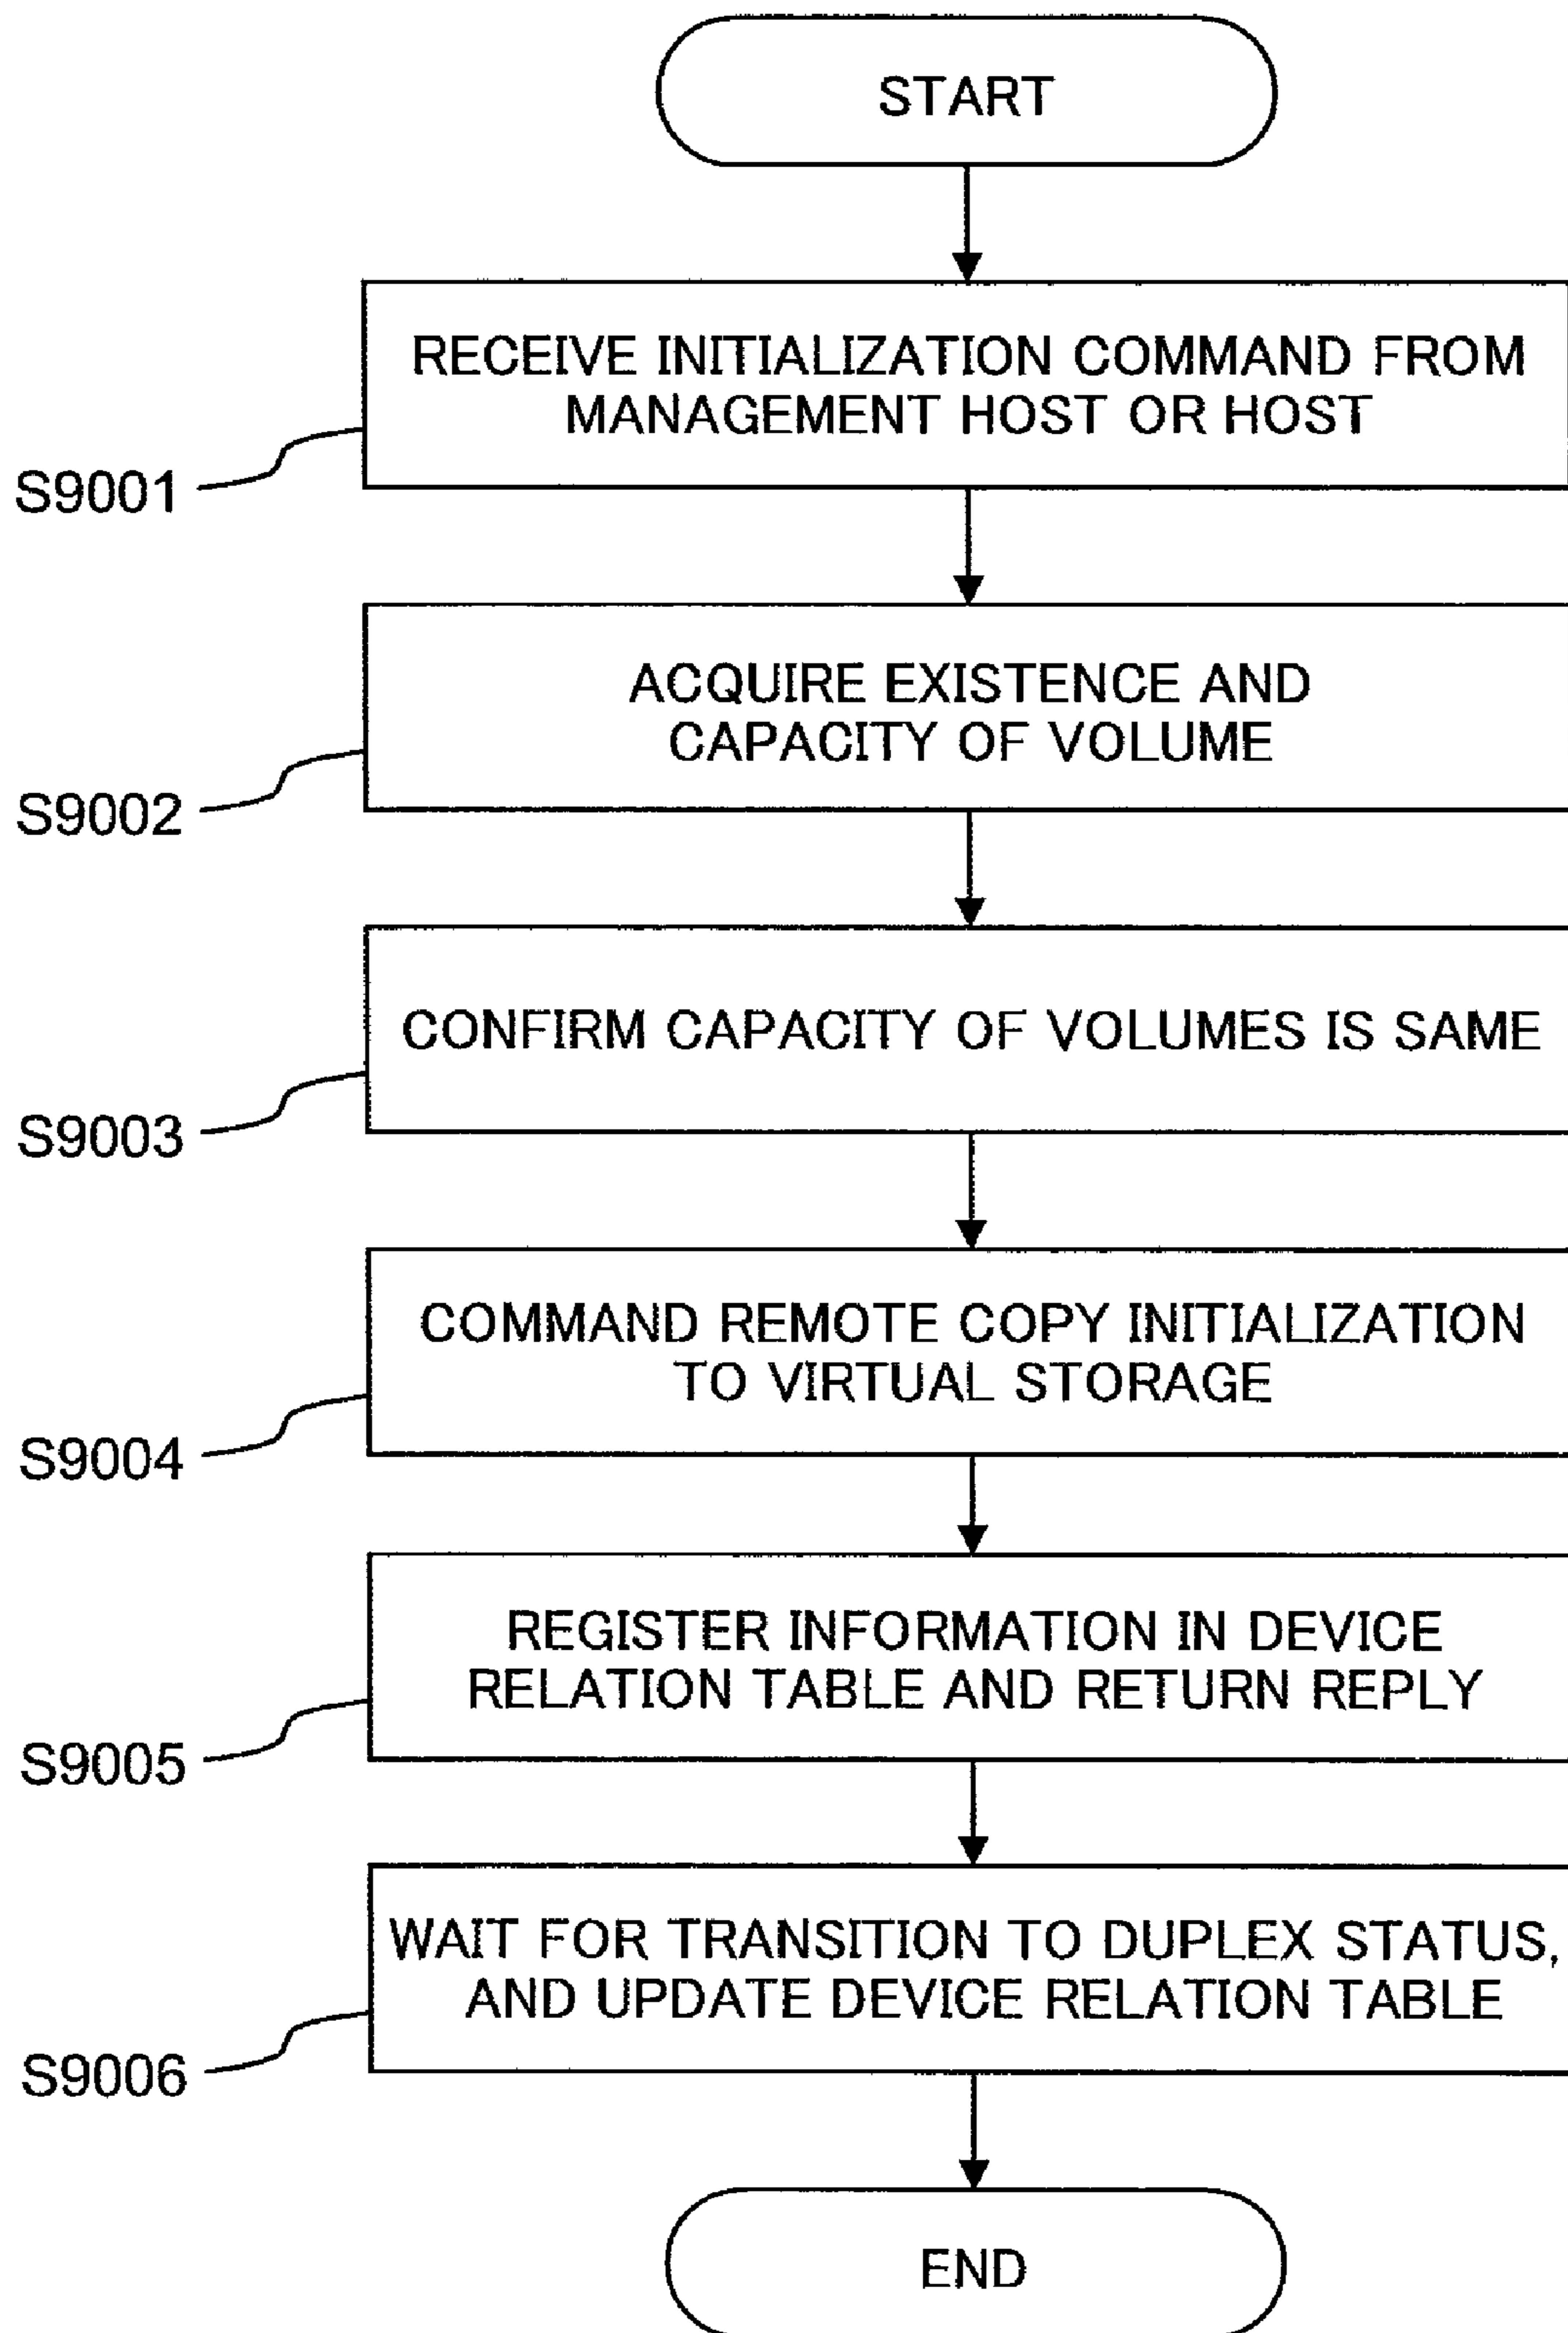 START
RECEIVE INITIALIZATION COMMAND FROM
MANAGEMENT HOST OR HOST
S9001
ACQUIRE EXISTENCE AND
CAPACITY OF VOLUME
S9002
CONFIRM CAPACITY OF VOLUMES IS SAME
S9003
COMMAND REMOTE COPY INITIALIZATION
TO VIRTUAL STORAGE
S9004
REGISTER INFORMATION IN DEVICE
RELATION TABLE AND RETURN REPLY
S9005
WAIT FOR TRANSITION TO DUPLEX STATUS,
AND UPDATE DEVICE RELATION TABLE
S9006
END